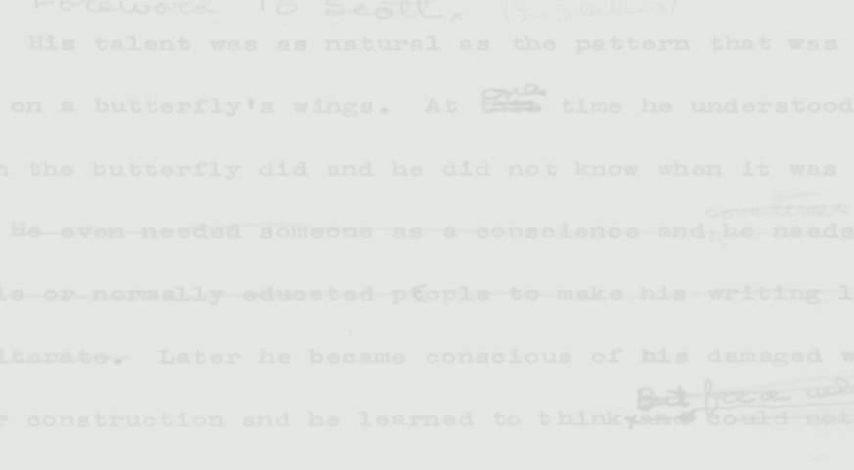 Foreword To Scott.
His talent was as natural as the pattern that was
on a butterfly's wings. At one time he understood
the butterfly did and he did not know when it was
He even needed someone as a conscience and he needs
or normally educated people to make his writing
Later he became conscious of his damaged
construction and he learned to think, and could not
But for a